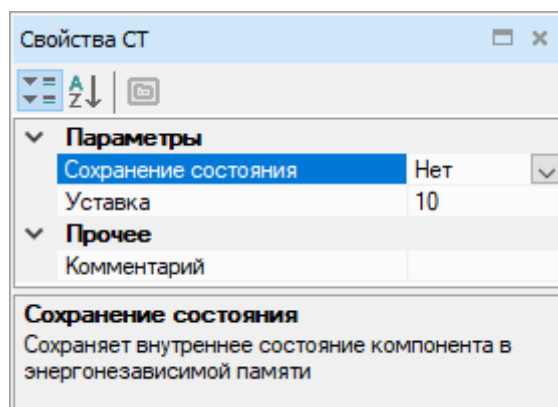 Свойства СТ
Параметры
Сохранение состояния Нет
Уставка 10
Прочее
Комментарий
Сохранение состояния
Сохраняет внутреннее состояние компонента в
энергонезависимой памяти